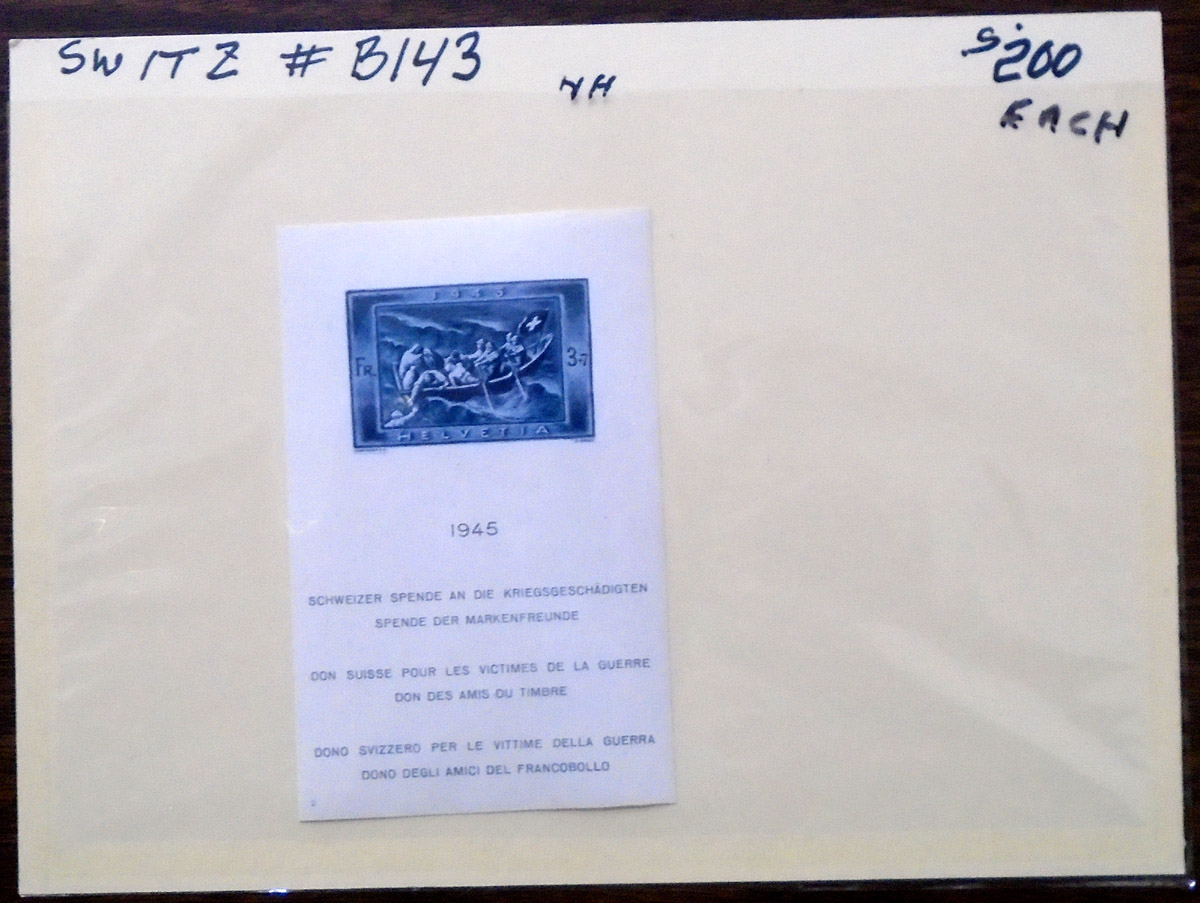 SWITZ # B143
NH
$200
EACH
1945
FR.
3+7
HELVETIA
1945
SCHWEIZER SPENDE AN DIE KRIEGSGESCHÄDIGTEN
SPENDE DER MARKENFREUNDE
DON SUISSE POUR LES VICTIMES DE LA GUERRE
DON DES AMIS DU TIMBRE
DONO SVIZZERO PER LE VITTIME DELLA GUERRA
DONO DEGLI AMICI DEL FRANCOBOLLO
2